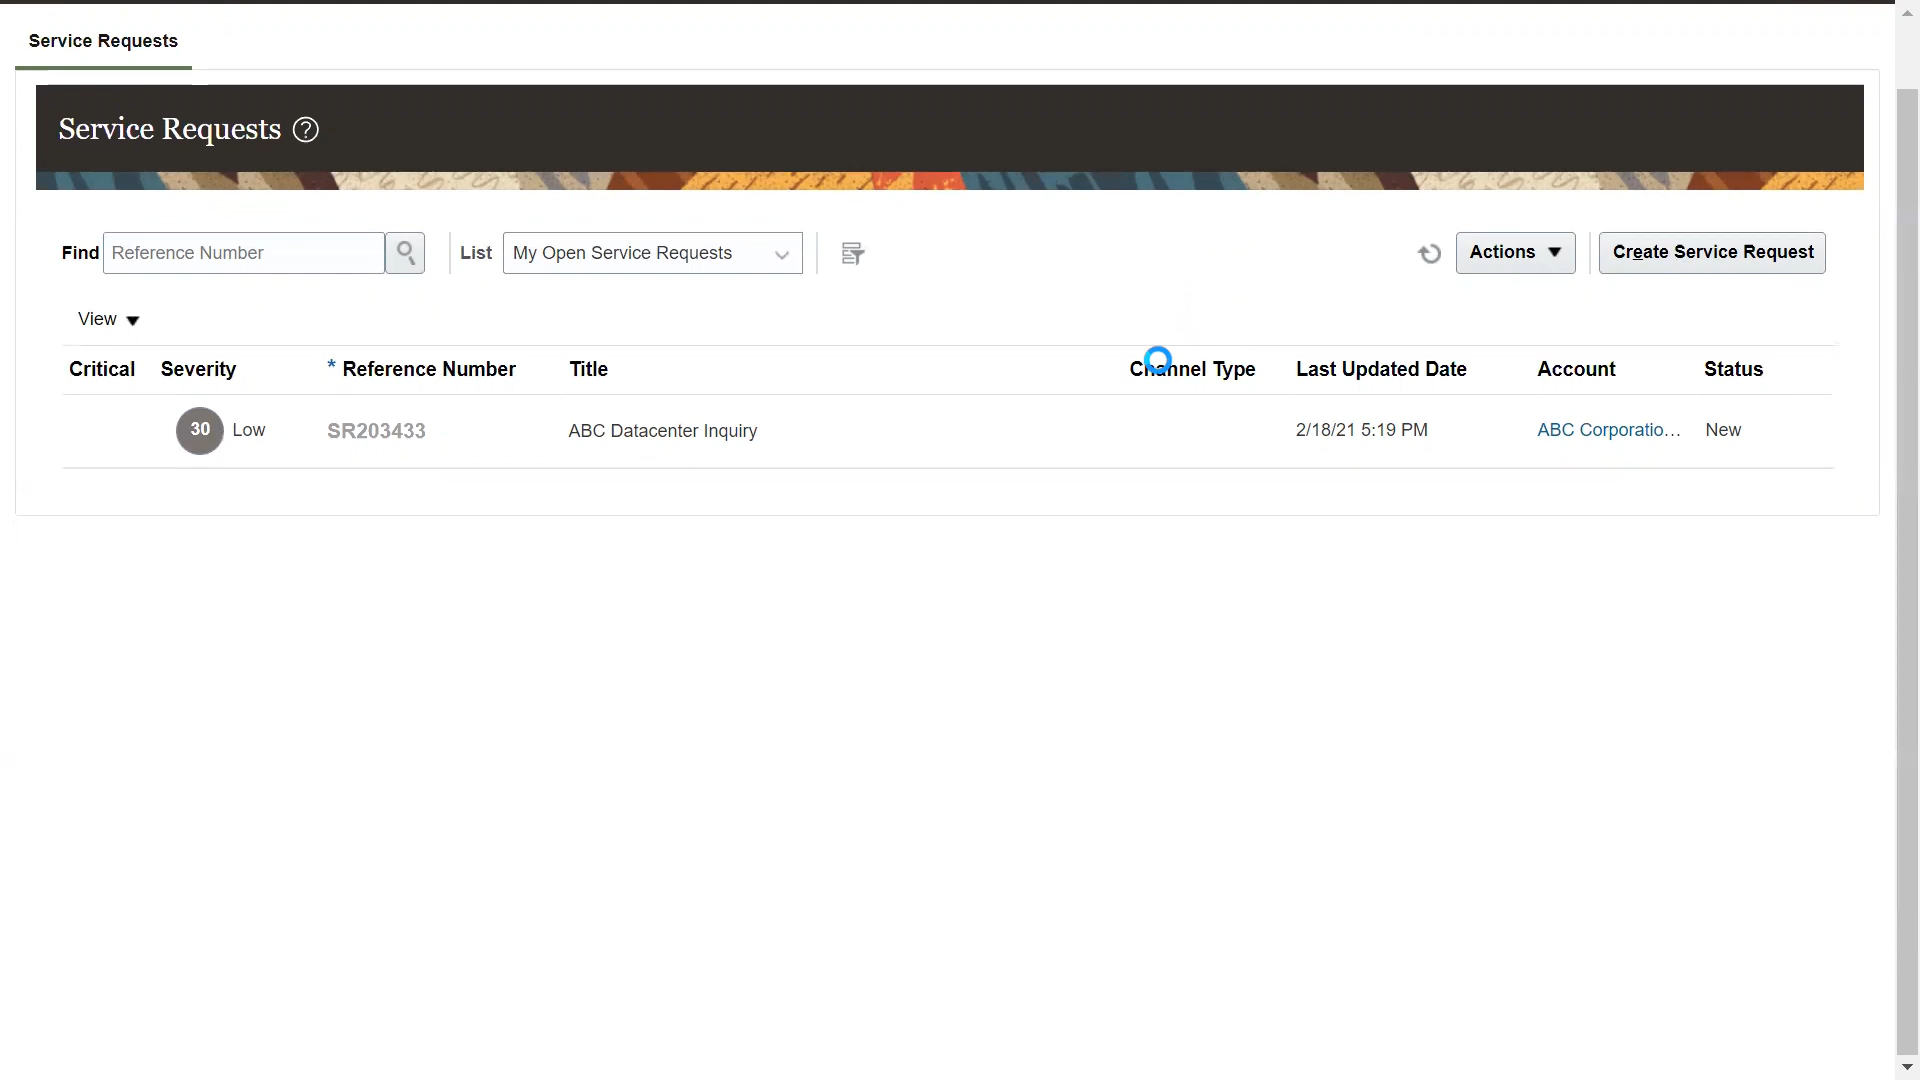 Service Requests
Service Requests ?
Find Reference Number List My Open Service Requests Actions Create Service Request
View
Critical Severity * Reference Number Title Channel Type Last Updated Date Account Status
30 Low SR203433 ABC Datacenter Inquiry 2/18/21 5:19 PM ABC Corporatio... New